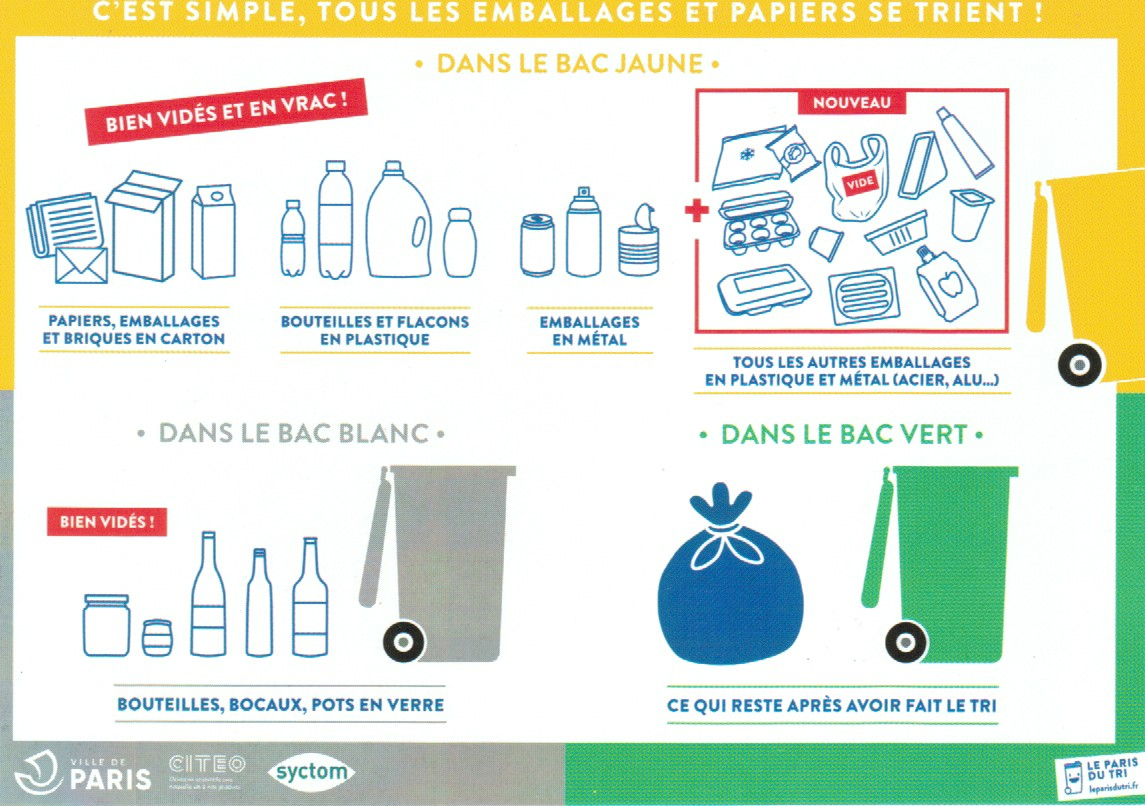 C'EST SIMPLE, TOUS LES EMBALLAGES ET PAPIERS SE TRIENT !
• DANS LE BAC JAUNE •
BIEN VIDÉS ET EN VRAC !
NOUVEAU
VIDE
PAPIERS, EMBALLAGES
ET BRIQUES EN CARTON
BOUTEILLES ET FLACONS
EN PLASTIQUE
EMBALLAGES
EN MÉTAL
+
TOUS LES AUTRES EMBALLAGES
EN PLASTIQUE ET MÉTAL (ACIER, ALU...)
• DANS LE BAC BLANC •
BIEN VIDÉS !
BOUTEILLES, BOCAUX, POTS EN VERRE
• DANS LE BAC VERT •
CE QUI RESTE APRÈS AVOIR FAIT LE TRI
VILLE DE
PARIS
CITEO
syctom
LE PARIS
DU TRI
leparisdutri.fr